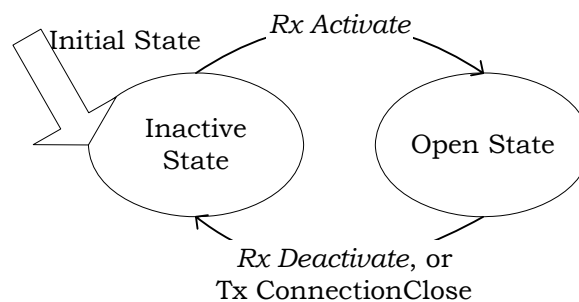 Initial State
Rx Activate
Inactive
State
Open State
Rx Deactivate, or
Tx ConnectionClose